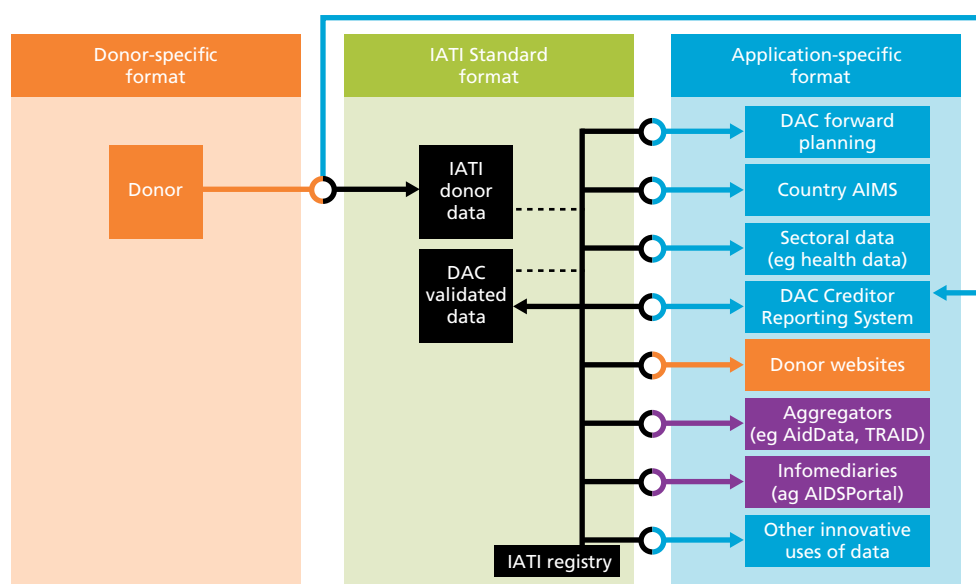 Donor-specific
format
IATI Standard
format
Application-specific
format
Donor
IATI
donor
data
DAC
validated
data
IATI registry
DAC forward
planning
Country AIMS
Sectoral data
(eg health data)
DAC Creditor
Reporting System
Donor websites
Aggregators
(eg AidData, TRAID)
Infomediaries
(ag AIDSPortal)
Other innovative
uses of data